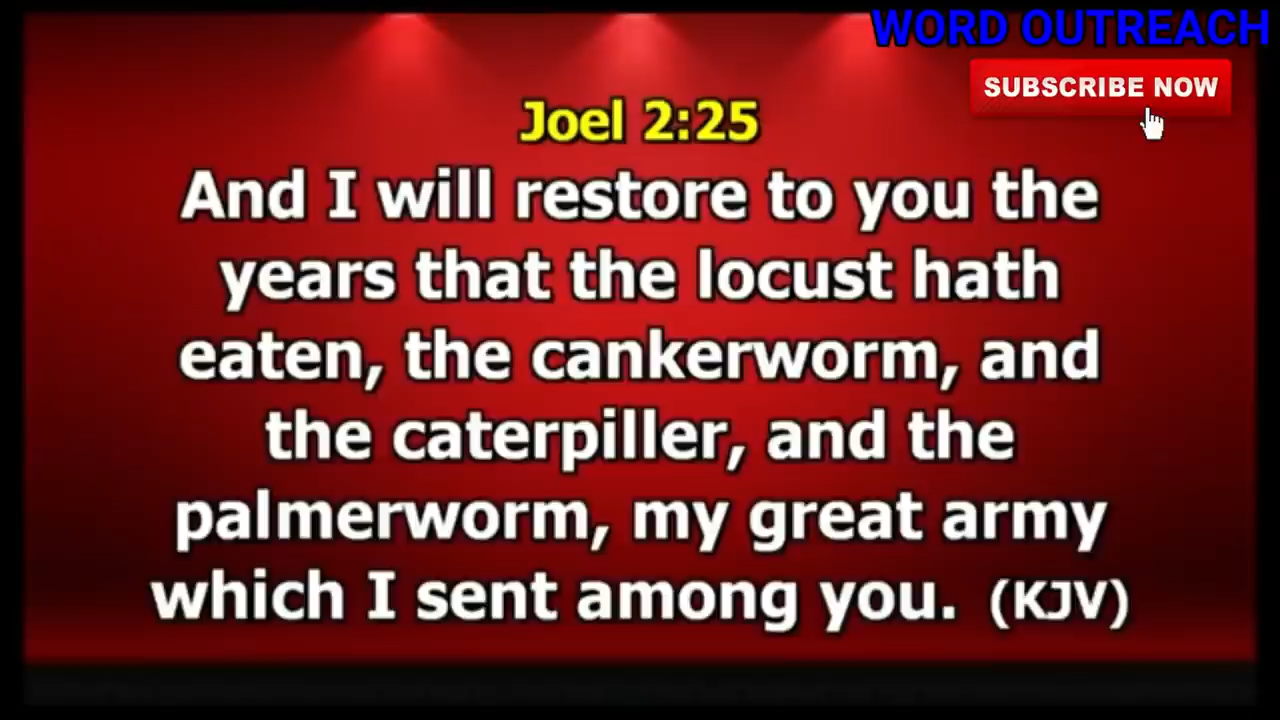 WORD OUTREACH
SUBSCRIBE NOW
Joel 2:25
And I will restore to you the
years that the locust hath
eaten, the cankerworm, and
the caterpiller, and the
palmerworm, my great army
which I sent among you. (KJV)